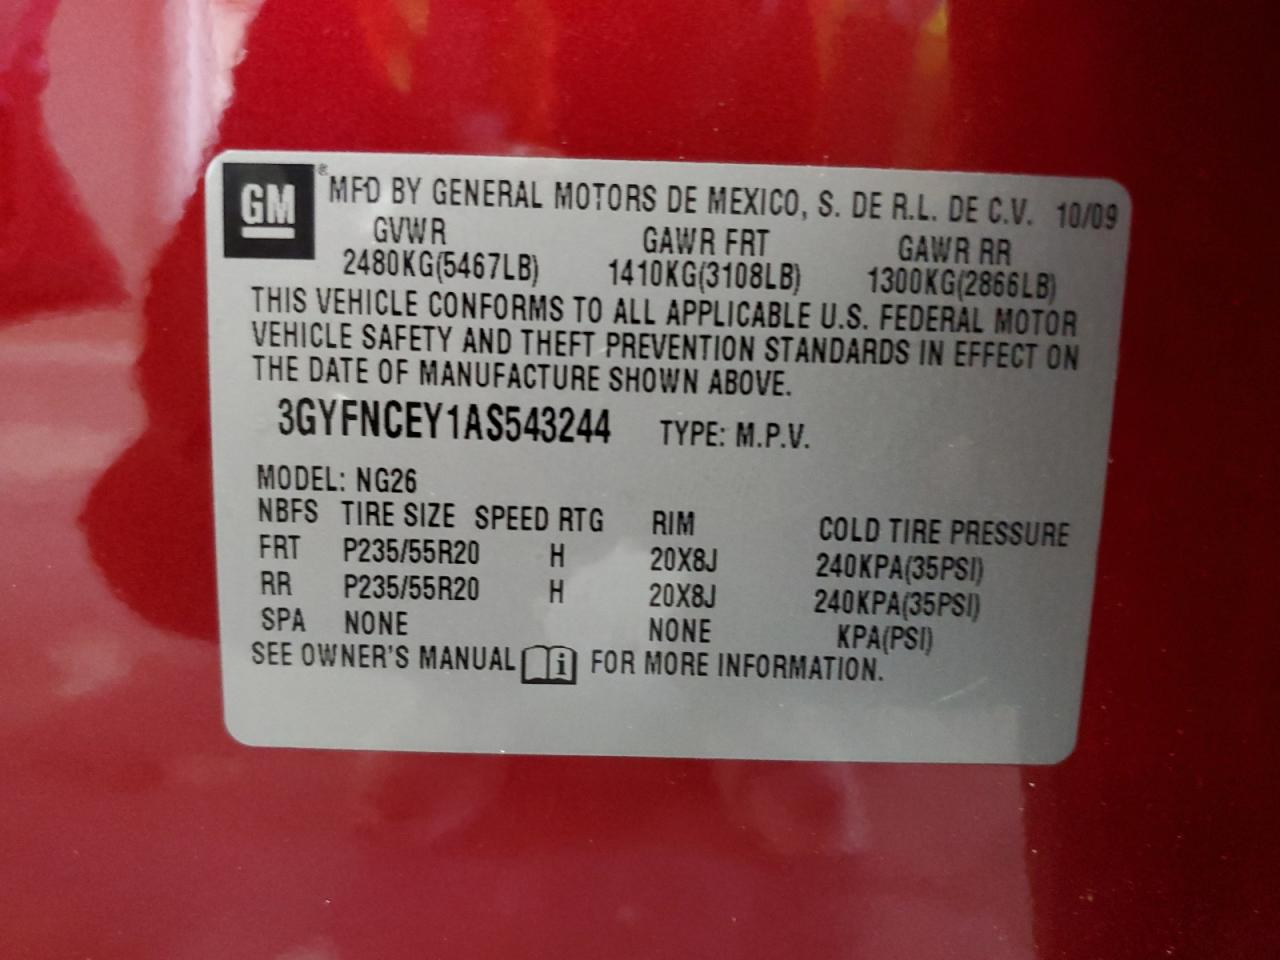 GM ® MFD BY GENERAL MOTORS DE MEXICO, S. DE R.L. DE C.V. 10/09
GVWR GAWR FRT GAWR RR
2480KG(5467LB) 1410KG(3108LB) 1300KG(2866LB)
THIS VEHICLE CONFORMS TO ALL APPLICABLE U.S. FEDERAL MOTOR
VEHICLE SAFETY AND THEFT PREVENTION STANDARDS IN EFFECT ON
THE DATE OF MANUFACTURE SHOWN ABOVE.
3GYFNCEY1AS543244 TYPE: M.P.V.
MODEL: NG26
NBFS TIRE SIZE SPEED RTG RIM COLD TIRE PRESSURE
FRT P235/55R20 H 20X8J 240KPA(35PSI)
RR P235/55R20 H 20X8J 240KPA(35PSI)
SPA NONE NONE KPA(PSI)
SEE OWNER'S MANUAL i FOR MORE INFORMATION.